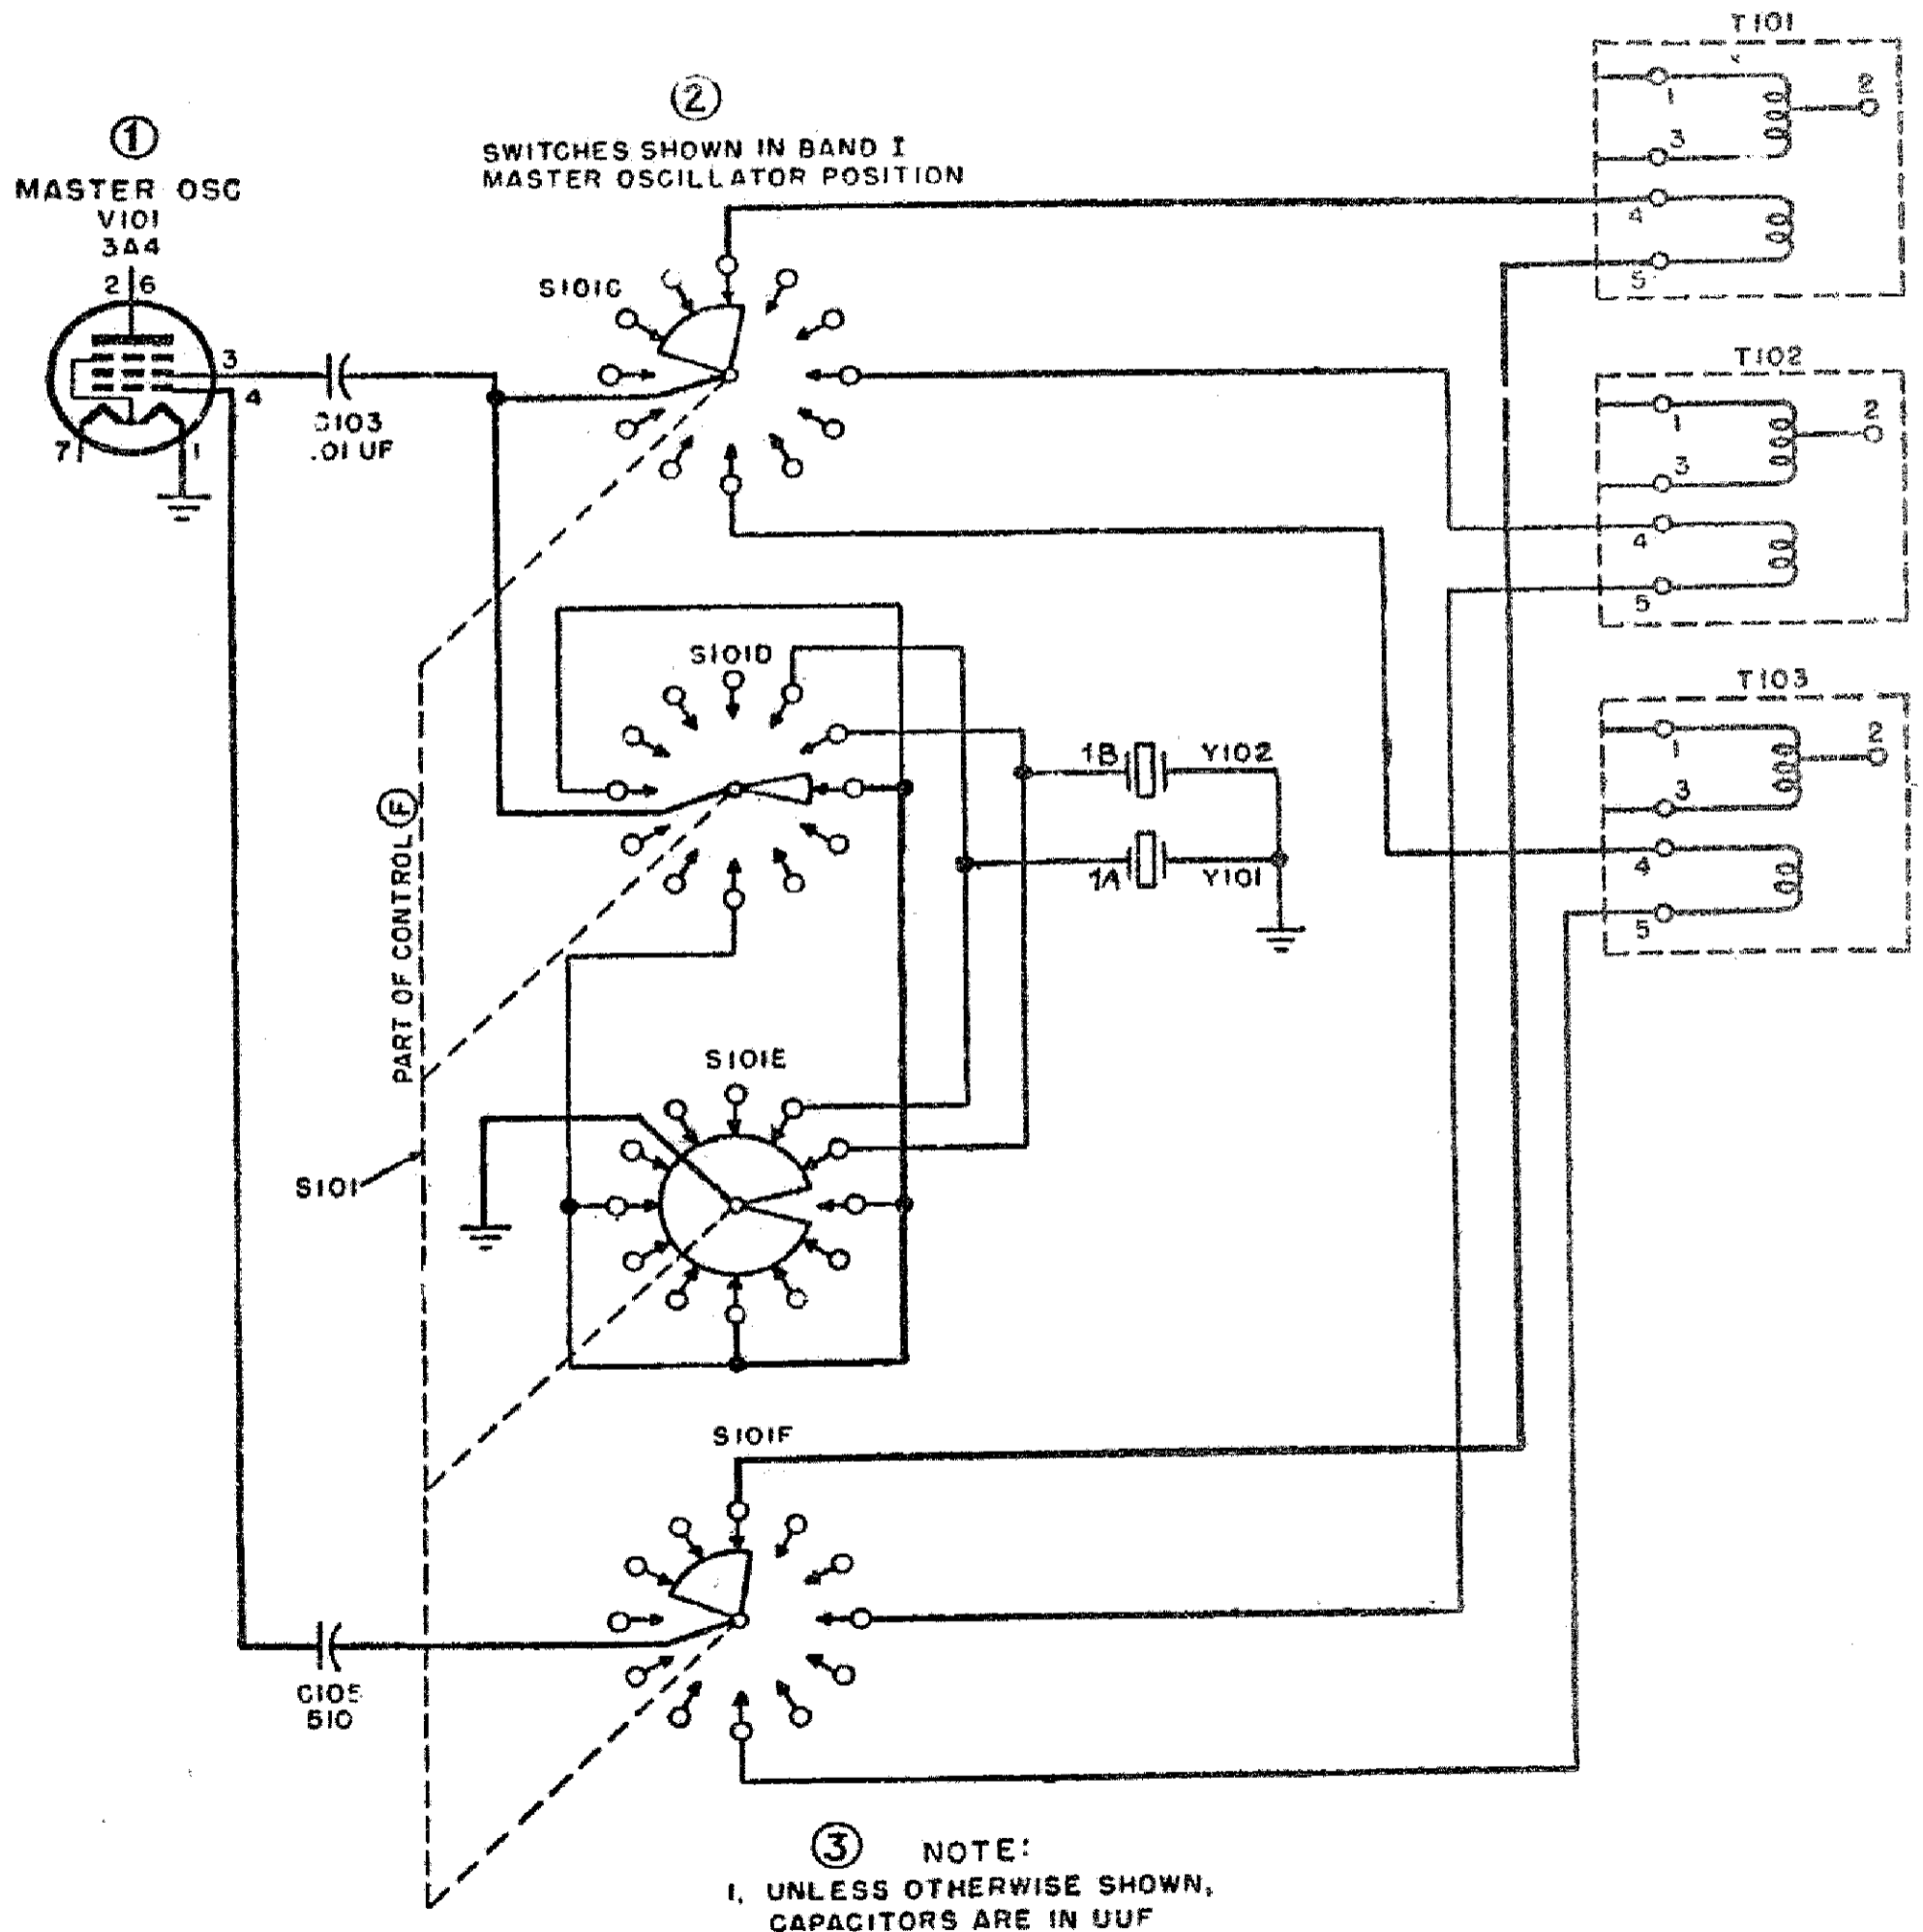 ①
MASTER OSC
V101
3A4
2 6
3
4
7
1
C103
.01 UF
②
SWITCHES SHOWN IN BAND I
MASTER OSCILLATOR POSITION
S101C
T101
1
2
3
4
5
T102
1
2
3
4
5
T103
1
2
3
4
5
S101D
1B Y102
1A Y101
PART OF CONTROL Ⓕ
S101E
S101
S101F
C105
510
③ NOTE:
1. UNLESS OTHERWISE SHOWN,
CAPACITORS ARE IN UUF